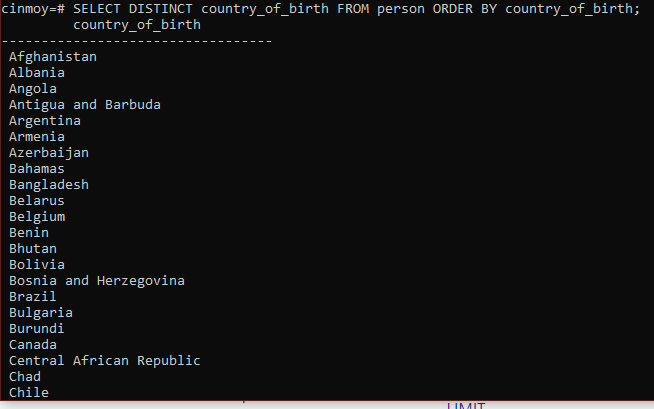 cinmoy=# SELECT DISTINCT country_of_birth FROM person ORDER BY country_of_birth;
country_of_birth
----------------------------------
Afghanistan
Albania
Angola
Antigua and Barbuda
Argentina
Armenia
Azerbaijan
Bahamas
Bangladesh
Belarus
Belgium
Benin
Bhutan
Bolivia
Bosnia and Herzegovina
Brazil
Bulgaria
Burundi
Canada
Central African Republic
Chad
Chile
LIMIT